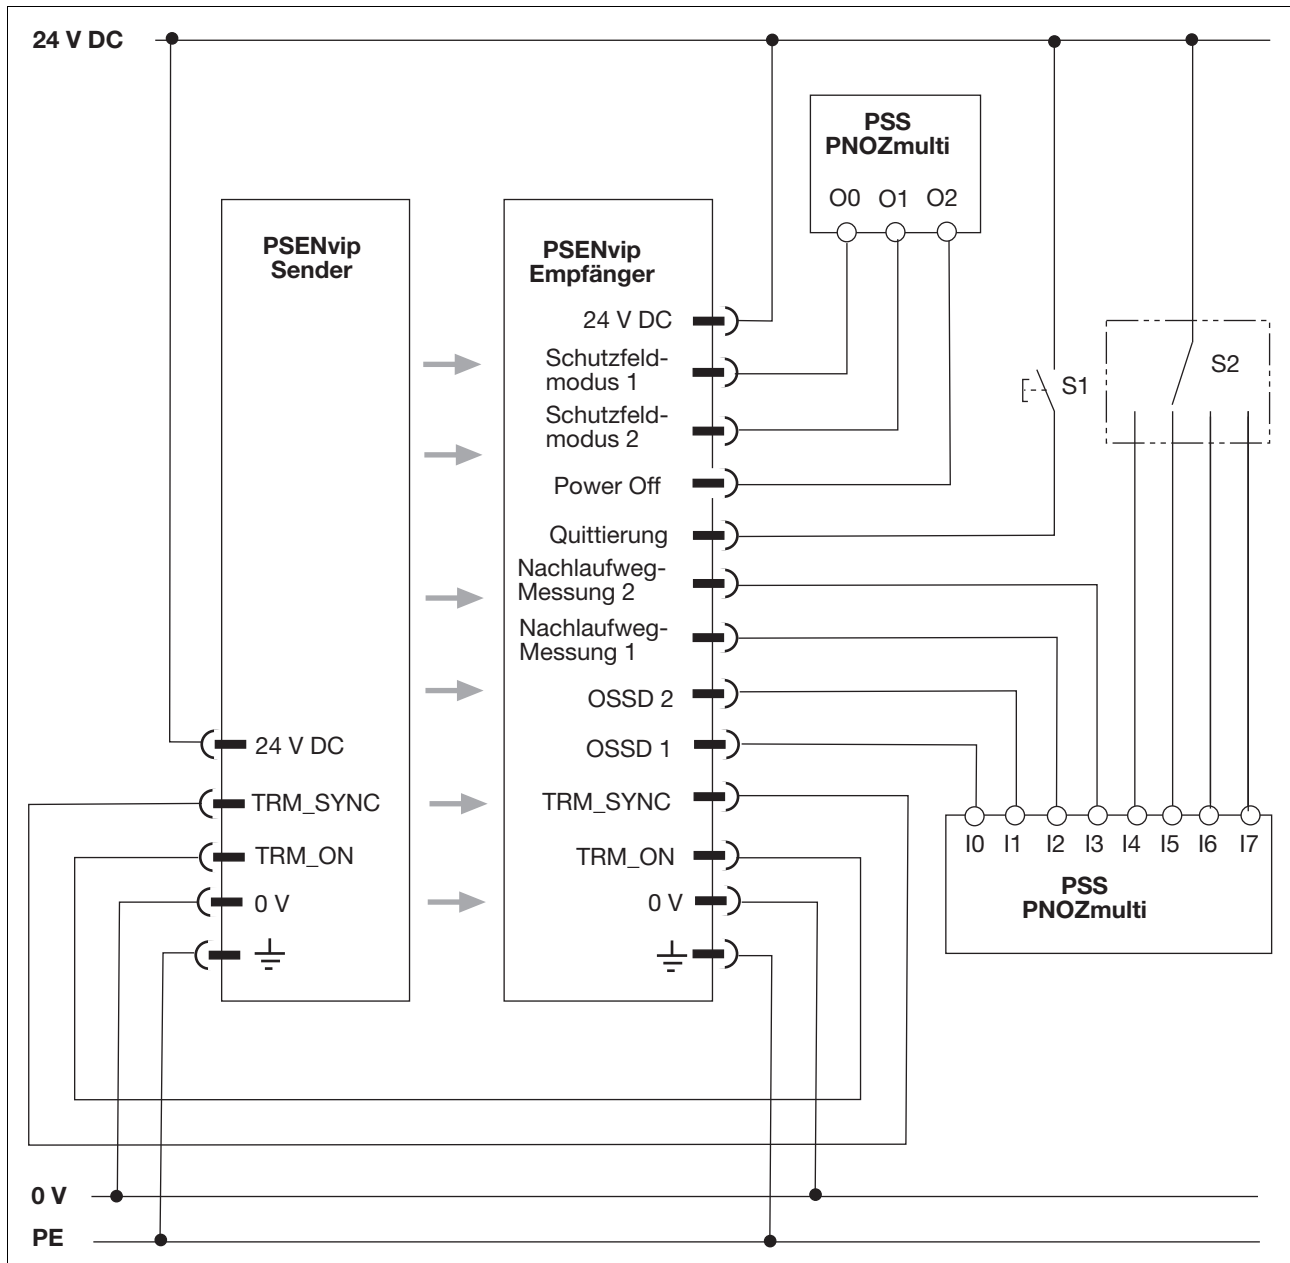 24 V DC
PSS
PNOZmulti
O0 O1 O2
PSENvip
Sender
PSENvip
Empfänger
24 V DC
Schutzfeld-
modus 1
Schutzfeld-
modus 2
Power Off
Quittierung
Nachlaufweg-
Messung 2
Nachlaufweg-
Messung 1
OSSD 2
OSSD 1
TRM_SYNC
TRM_ON
0 V
24 V DC
TRM_SYNC
TRM_ON
0 V
S1
S2
I0 I1 I2 I3 I4 I5 I6 I7
PSS
PNOZmulti
0 V
PE